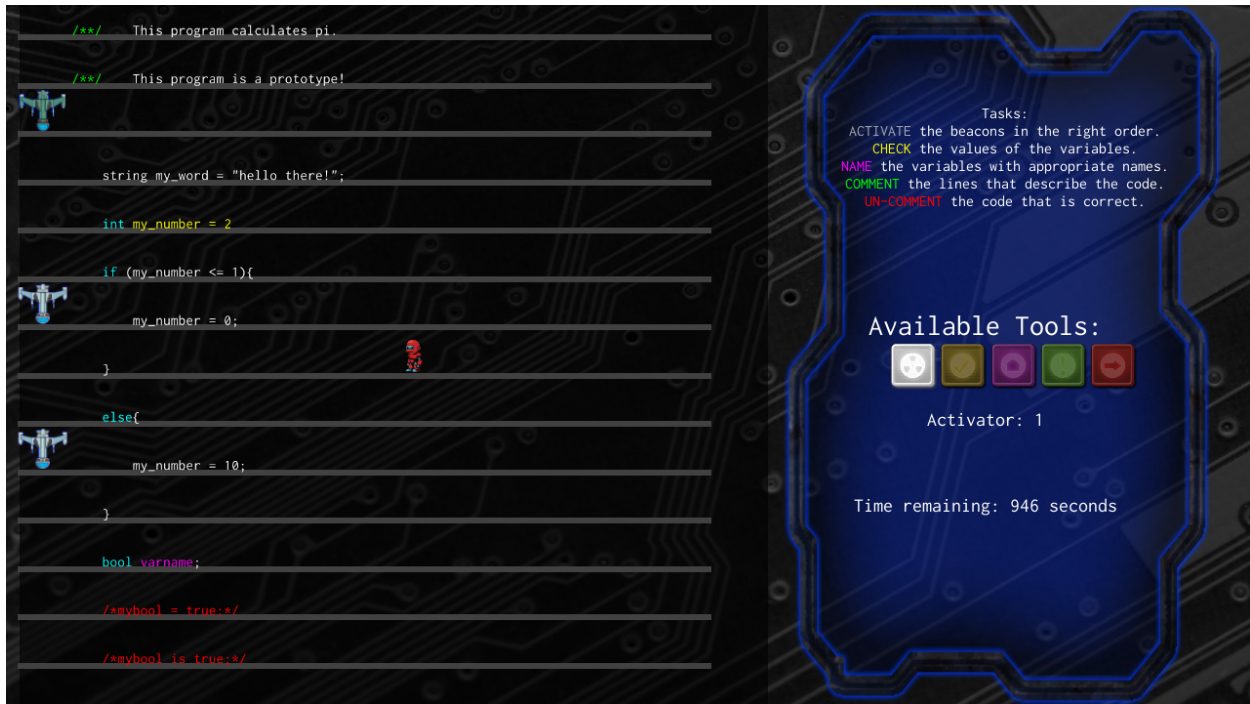 /**/ This program calculates pi.
/**/ This program is a prototype!
string my_word = "hello there!";
int my_number = 2
if (my_number <= 1){
my_number = 0;
}
else{
my_number = 10;
}
bool varname;
/*mybool = true;*/
/*mybool is true;*/
Tasks:
ACTIVATE the beacons in the right order.
CHECK the values of the variables.
NAME the variables with appropriate names.
COMMENT the lines that describe the code.
UN-COMMENT the code that is correct.
Available Tools:
Activator: 1
Time remaining: 946 seconds